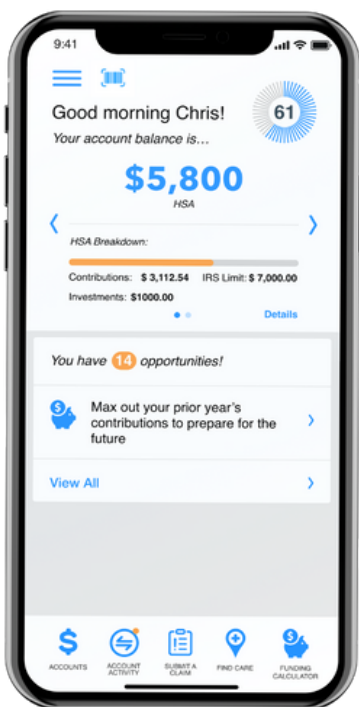 9:41
Good morning Chris!
61
Your account balance is...
$5,800
HSA
HSA Breakdown:
Contributions: $ 3,112.54 IRS Limit: $ 7,000.00
Investments: $1000.00
Details
You have 14 opportunities!
$
Max out your prior year's
contributions to prepare for the
future
View All
$
$
ACCOUNTS
ACCOUNT
ACTIVITY
SUBMIT A
CLAIM
FIND CARE
FUNDING
CALCULATOR